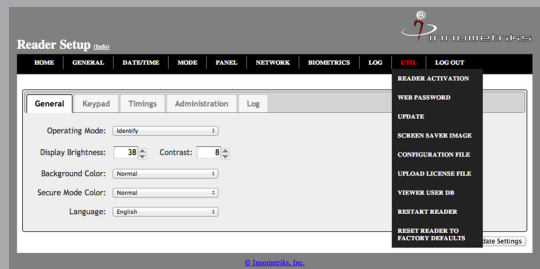 Innometriks
Reader Setup (Info)
HOME GENERAL DATE/TIME MODE PANEL NETWORK BIOMETRICS LOG UTIL LOG OUT
READER ACTIVATION
WEB PASSWORD
UPDATE
SCREEN SAVER IMAGE
CONFIGURATION FILE
UPLOAD LICENSE FILE
VIEWER USER DB
RESTART READER
RESET READER TO
FACTORY DEFAULTS
General Keypad Timings Administration Log
Operating Mode: Identify
Display Brightness: 38 Contrast: 8
Background Color: Normal
Secure Mode Color: Normal
Language: English
date Settings
© Innometriks, Inc.